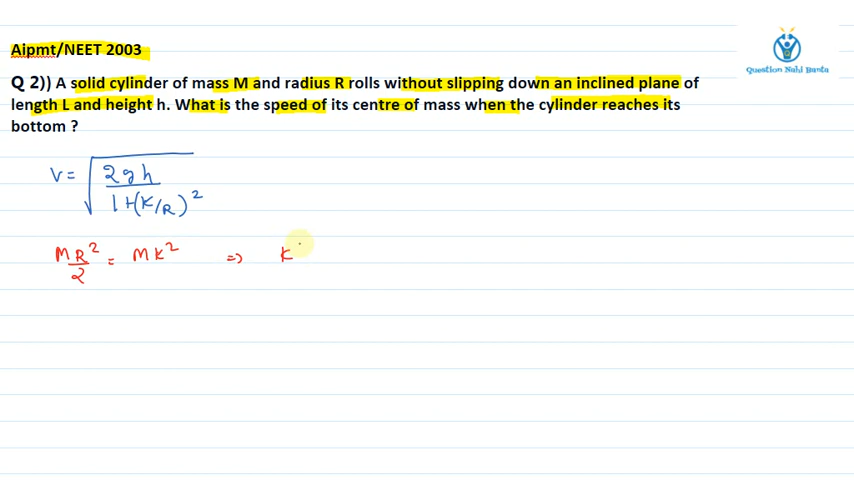 Aipmt/NEET 2003
Question Nahi Banta
Q 2)) A solid cylinder of mass M and radius R rolls without slipping down an inclined plane of
length L and height h. What is the speed of its centre of mass when the cylinder reaches its
bottom ?
V = √(2gh / 1+(K/R)²)
MR²/2 = MK² => K